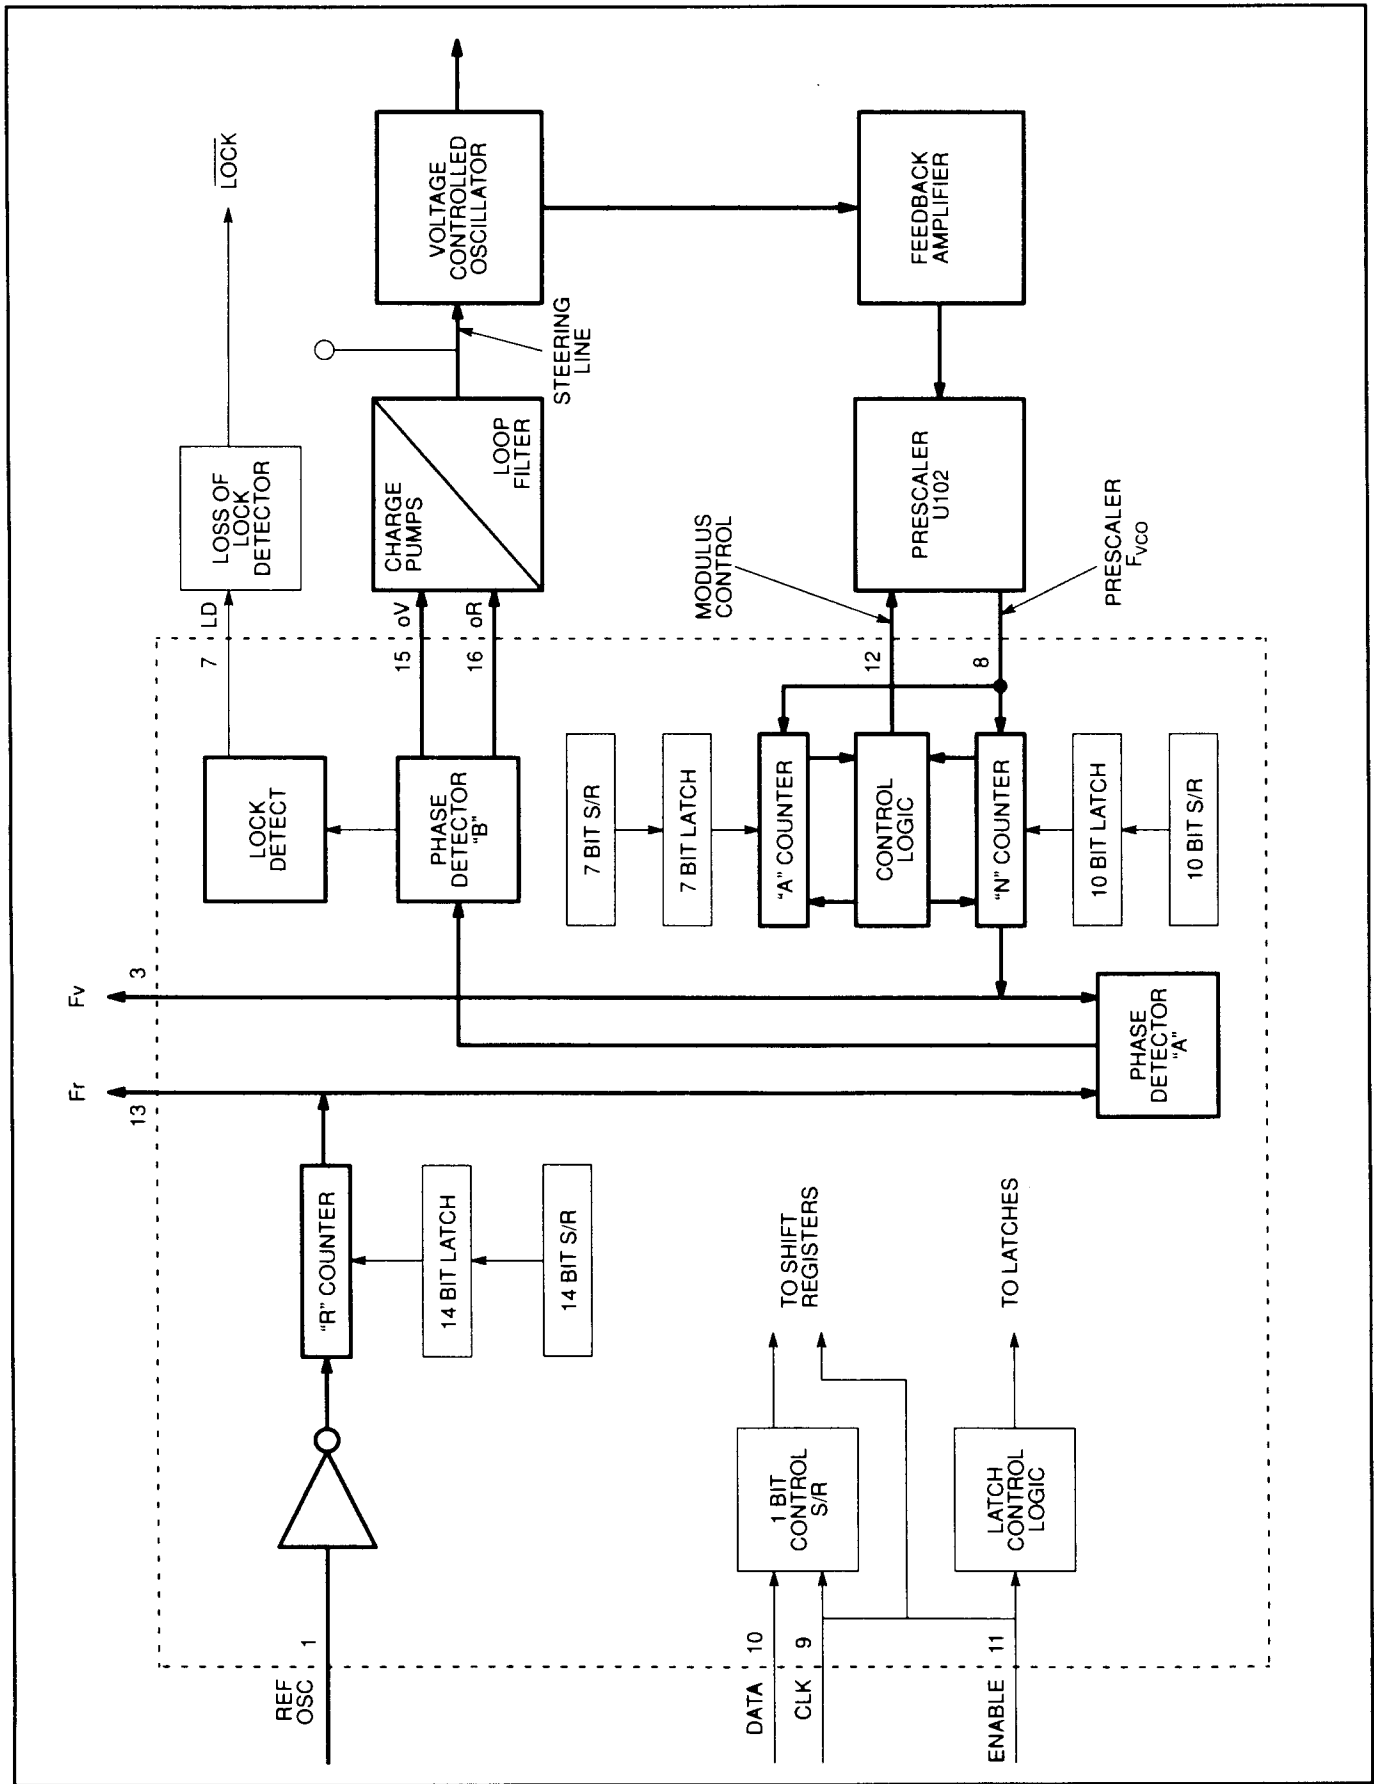 REF
OSC
1
"R" COUNTER
14 BIT LATCH
14 BIT S/R
13
Fr
3
Fv
LOCK
DETECT
7
LD
LOSS OF
LOCK
DETECTOR
LOCK
PHASE
DETECTOR
"B"
15
oV
16
oR
CHARGE
PUMPS
LOOP
FILTER
STEERING
LINE
VOLTAGE
CONTROLLED
OSCILLATOR
7 BIT S/R
7 BIT LATCH
"A" COUNTER
CONTROL
LOGIC
"N" COUNTER
10 BIT LATCH
10 BIT S/R
12
8
MODULUS
CONTROL
PRESCALER
U102
PRESCALER
FVCO
FEEDBACK
AMPLIFIER
PHASE
DETECTOR
"A"
DATA
10
CLK
9
ENABLE
11
1 BIT
CONTROL
S/R
LATCH
CONTROL
LOGIC
TO SHIFT
REGISTERS
TO LATCHES